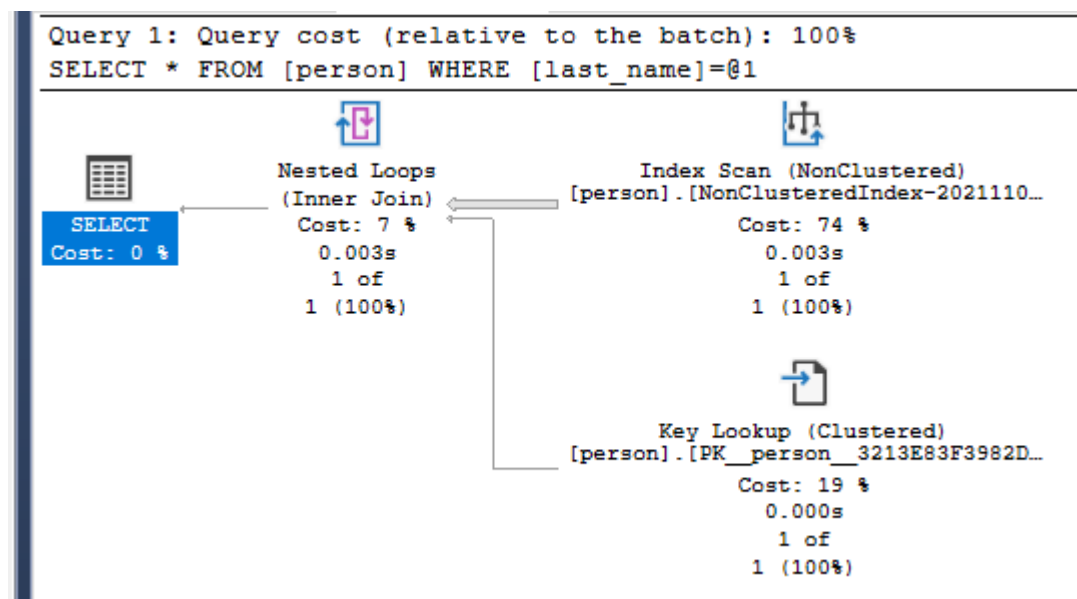 Query 1: Query cost (relative to the batch): 100%
SELECT * FROM [person] WHERE [last_name]=@1
SELECT
Cost: 0 %
Nested Loops
(Inner Join)
Cost: 7 %
0.003s
1 of
1 (100%)
Index Scan (NonClustered)
[person].[NonClusteredIndex-2021110…
Cost: 74 %
0.003s
1 of
1 (100%)
Key Lookup (Clustered)
[person].[PK__person__3213E83F3982D…
Cost: 19 %
0.000s
1 of
1 (100%)